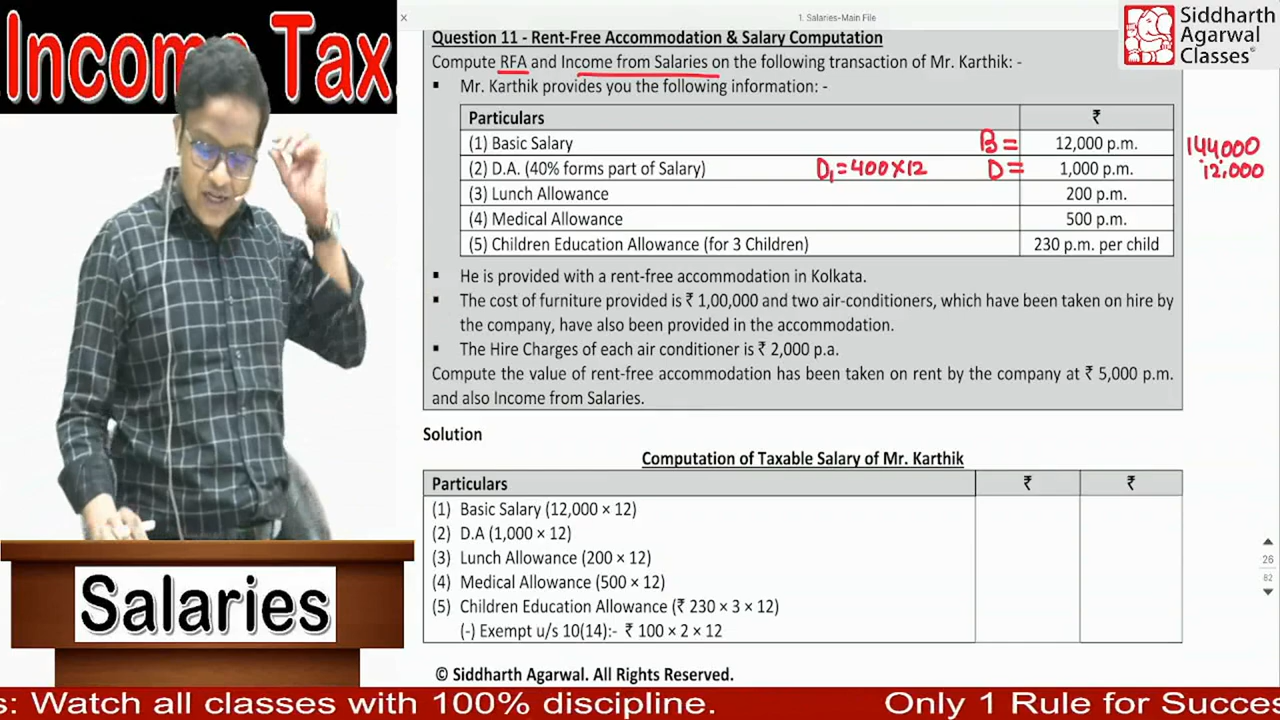 Income Tax
1. Salaries-Main File
Siddharth
Agarwal
Classes®
Question 11 - Rent-Free Accommodation & Salary Computation
Compute RFA and Income from Salaries on the following transaction of Mr. Karthik: -
▪ Mr. Karthik provides you the following information: -
Particulars ₹
(1) Basic Salary B = 12,000 p.m. 144000
(2) D.A. (40% forms part of Salary) D₁ = 400×12 D = 1,000 p.m. 12,000
(3) Lunch Allowance 200 p.m.
(4) Medical Allowance 500 p.m.
(5) Children Education Allowance (for 3 Children) 230 p.m. per child
▪ He is provided with a rent-free accommodation in Kolkata.
▪ The cost of furniture provided is ₹ 1,00,000 and two air-conditioners, which have been taken on hire by
the company, have also been provided in the accommodation.
▪ The Hire Charges of each air conditioner is ₹ 2,000 p.a.
Compute the value of rent-free accommodation has been taken on rent by the company at ₹ 5,000 p.m.
and also Income from Salaries.
Solution
Computation of Taxable Salary of Mr. Karthik
Particulars ₹ ₹
(1) Basic Salary (12,000 × 12)
(2) D.A (1,000 × 12)
(3) Lunch Allowance (200 × 12)
(4) Medical Allowance (500 × 12)
(5) Children Education Allowance (₹ 230 × 3 × 12)
(-) Exempt u/s 10(14):- ₹ 100 × 2 × 12
26
82
© Siddharth Agarwal. All Rights Reserved.
Salaries
s: Watch all classes with 100% discipline. Only 1 Rule for Succes